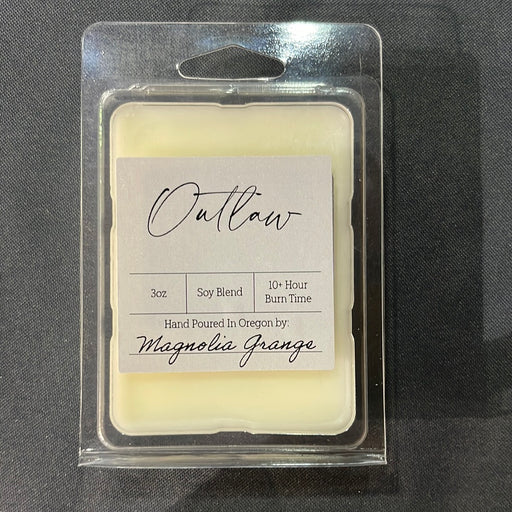 Outlaw
3oz
Soy Blend
10+ Hour
Burn Time
Hand Poured In Oregon by:
Magnolia Grange